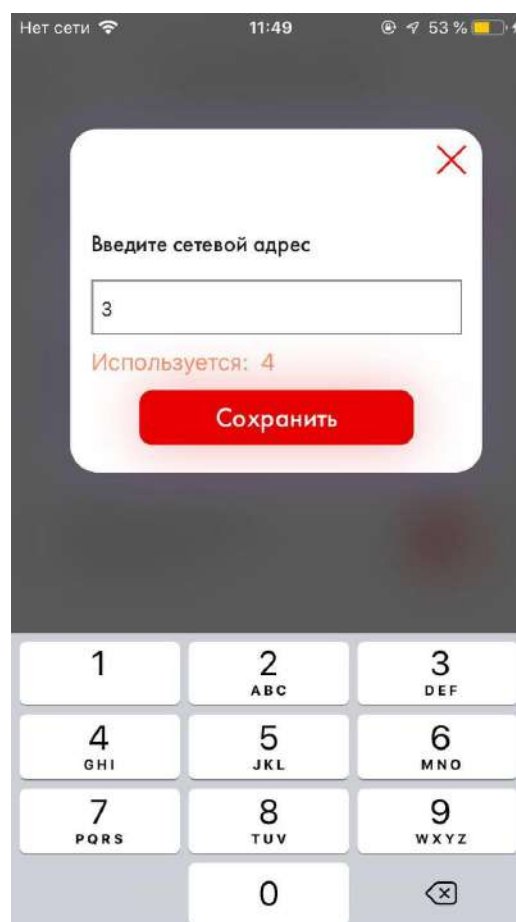 Нет сети 11:49 53 %
Введите сетевой адрес
3
Используется: 4
Сохранить
1 2 3
ABC DEF
4 5 6
GHI JKL MNO
7 8 9
PQRS TUV WXYZ
0